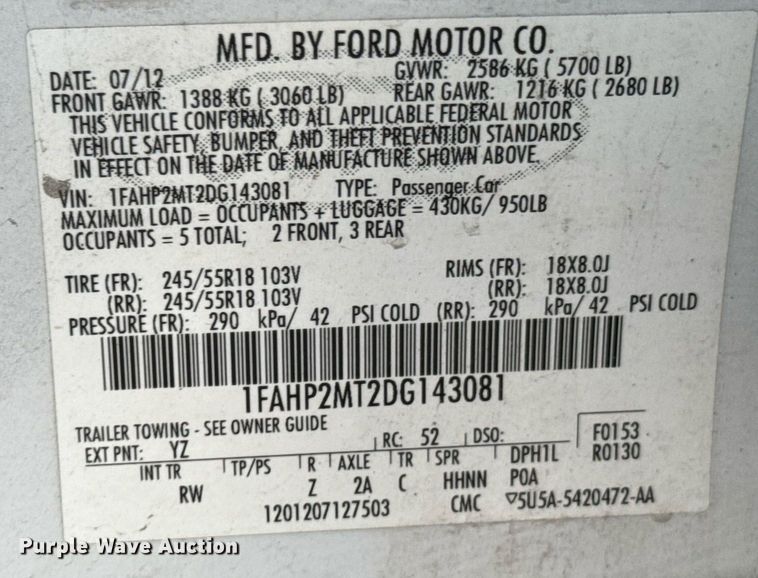 MFD. BY FORD MOTOR CO.
DATE: 07/12 GVWR: 2586 KG ( 5700 LB)
FRONT GAWR: 1388 KG ( 3060 LB) REAR GAWR: 1216 KG ( 2680 LB)
THIS VEHICLE CONFORMS TO ALL APPLICABLE FEDERAL MOTOR
VEHICLE SAFETY, BUMPER, AND THEFT PREVENTION STANDARDS
IN EFFECT ON THE DATE OF MANUFACTURE SHOWN ABOVE.
VIN: 1FAHP2MT2DG143081 TYPE: Passenger Car
MAXIMUM LOAD = OCCUPANTS + LUGGAGE = 430KG/ 950LB
OCCUPANTS = 5 TOTAL; 2 FRONT, 3 REAR
TIRE (FR): 245/55R18 103V RIMS (FR): 18X8.0J
(RR): 245/55R18 103V (RR): 18X8.0J
PRESSURE (FR): 290 kPa/ 42 PSI COLD (RR): 290 kPa/ 42 PSI COLD
1FAHP2MT2DG143081
TRAILER TOWING - SEE OWNER GUIDE
EXT PNT: YZ RC: 52 DSO: F0153
INT TR TP/PS R AXLE TR SPR DPH1L R0130
RW Z 2A C HHNN POA
1201207127503 CMC ▽5U5A-5420472-AA
Purple Wave Auction